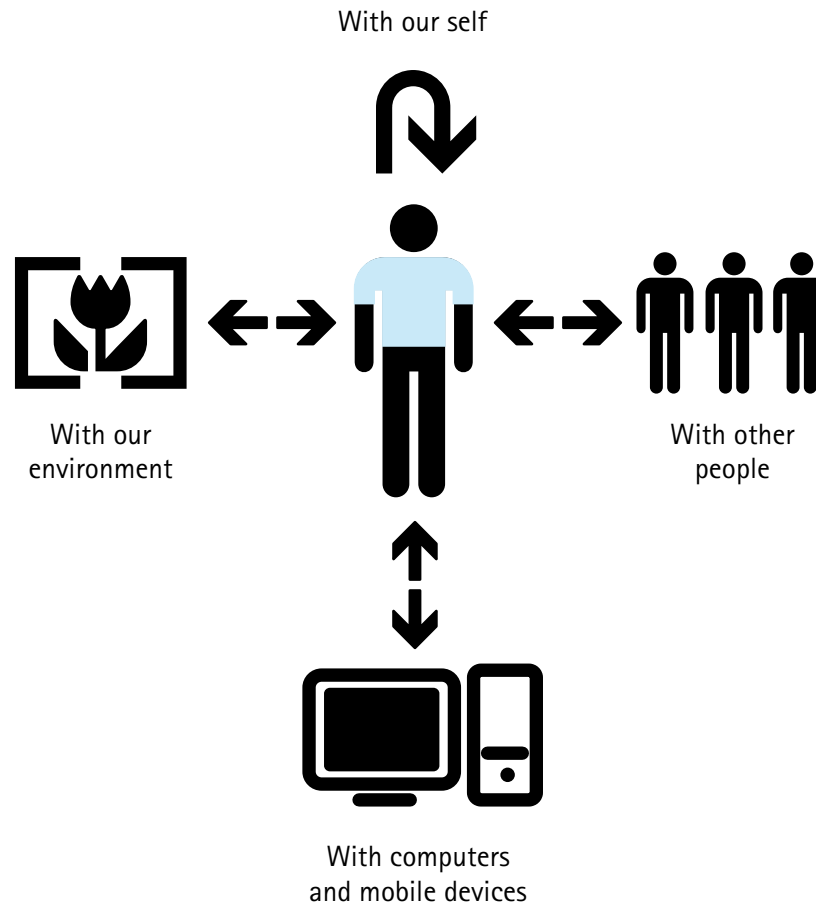 With our self
With our
environment
With other
people
With computers
and mobile devices